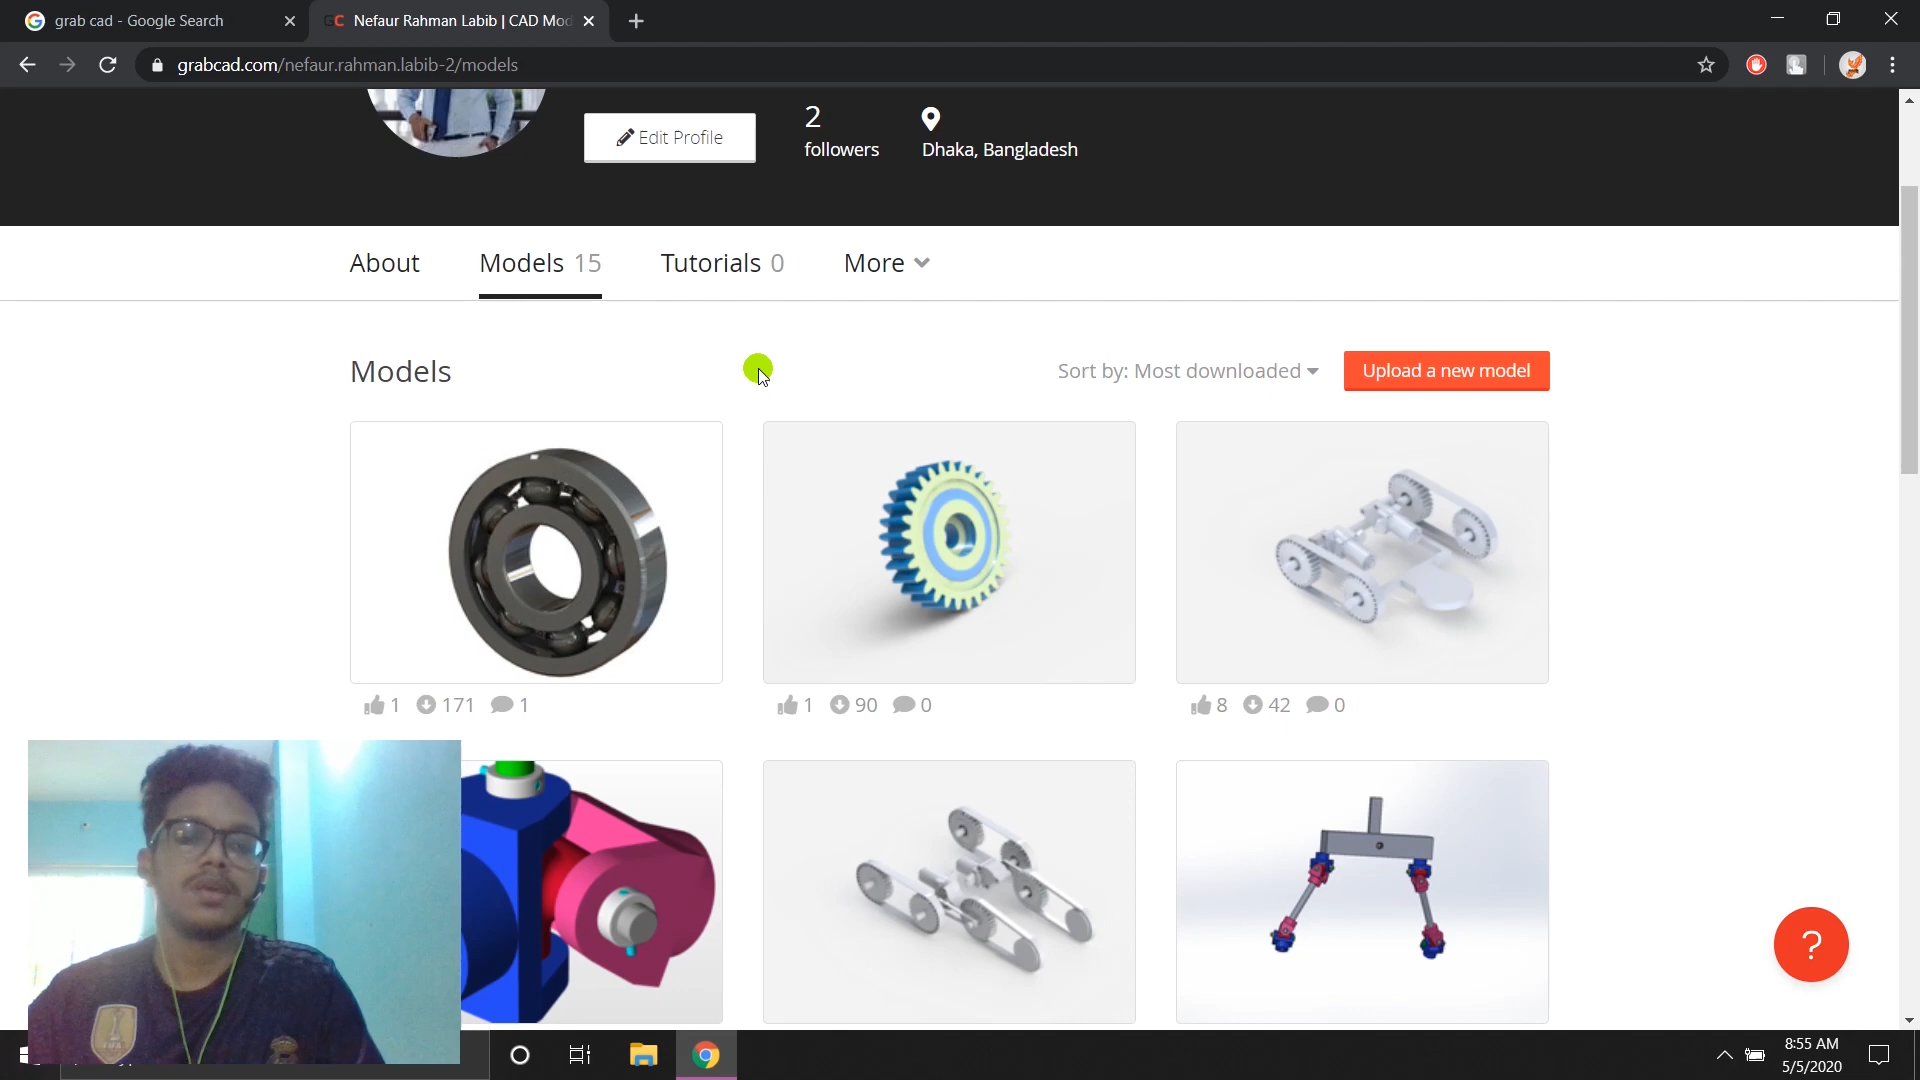 grab cad - Google Search
GC Nefaur Rahman Labib | CAD Mod
grabcad.com/nefaur.rahman.labib-2/models
Edit Profile
2
followers
Dhaka, Bangladesh
About
Models 15
Tutorials 0
More
Models
Sort by: Most downloaded
Upload a new model
1 171 1
1 90 0
8 42 0
?
8:55 AM
5/5/2020